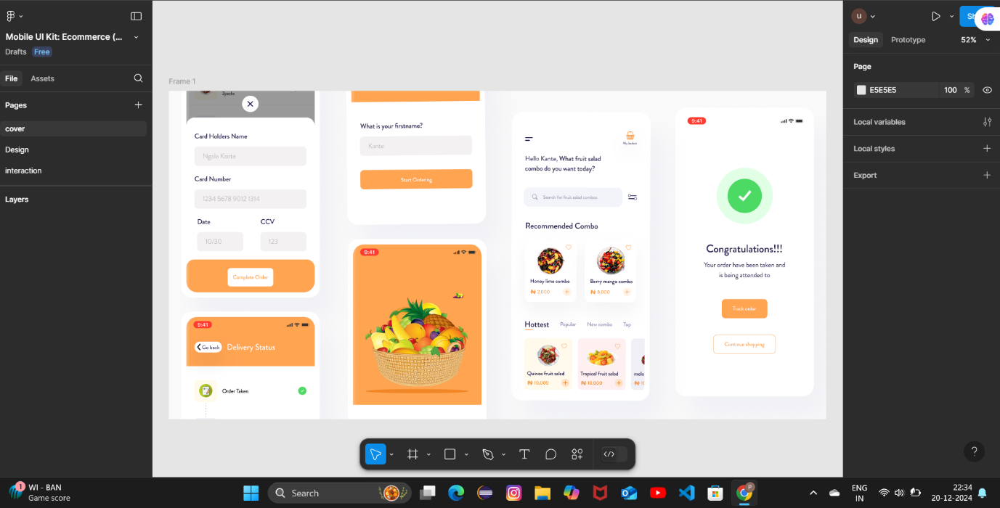 Mobile UI Kit: Ecommerce (...
Drafts
Free
File
Assets
Pages
cover
Design
interaction
Layers
Frame 1
2packs
Card Holders Name
Ngolo Kante
Card Number
1234 5678 9012 1314
Date
CCV
10/30
123
Complete Order
9:41
Go back
Delivery Status
Order Taken
What is your firstname?
Kante
Start Ordering
9:41
My basket
Hello Kante, What fruit salad
combo do you want today?
Search for fruit salad combos
Recommended Combo
Honey lime combo
₦ 2,000
Berry mango combo
₦ 8,000
Hottest
Popular
New combo
Top
Quinoa fruit salad
₦ 10,000
Tropical fruit salad
₦ 10,000
melo
₦ 10
9:41
Congratulations!!!
Your order have been taken and
is being attended to
Track order
Continue shopping
u
Sh
Design
Prototype
52%
Page
E5E5E5
100
%
Local variables
Local styles
Export
?
1
WI - BAN
Game score
Search
P
ENG
IN
22:34
20-12-2024